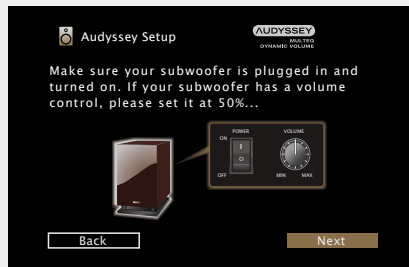 Audyssey Setup
AUDYSSEY
MULTEQ
DYNAMIC VOLUME
Make sure your subwoofer is plugged in and
turned on. If your subwoofer has a volume
control, please set it at 50%...
POWER
VOLUME
ON
I
O
OFF
MIN
MAX
Back
Next